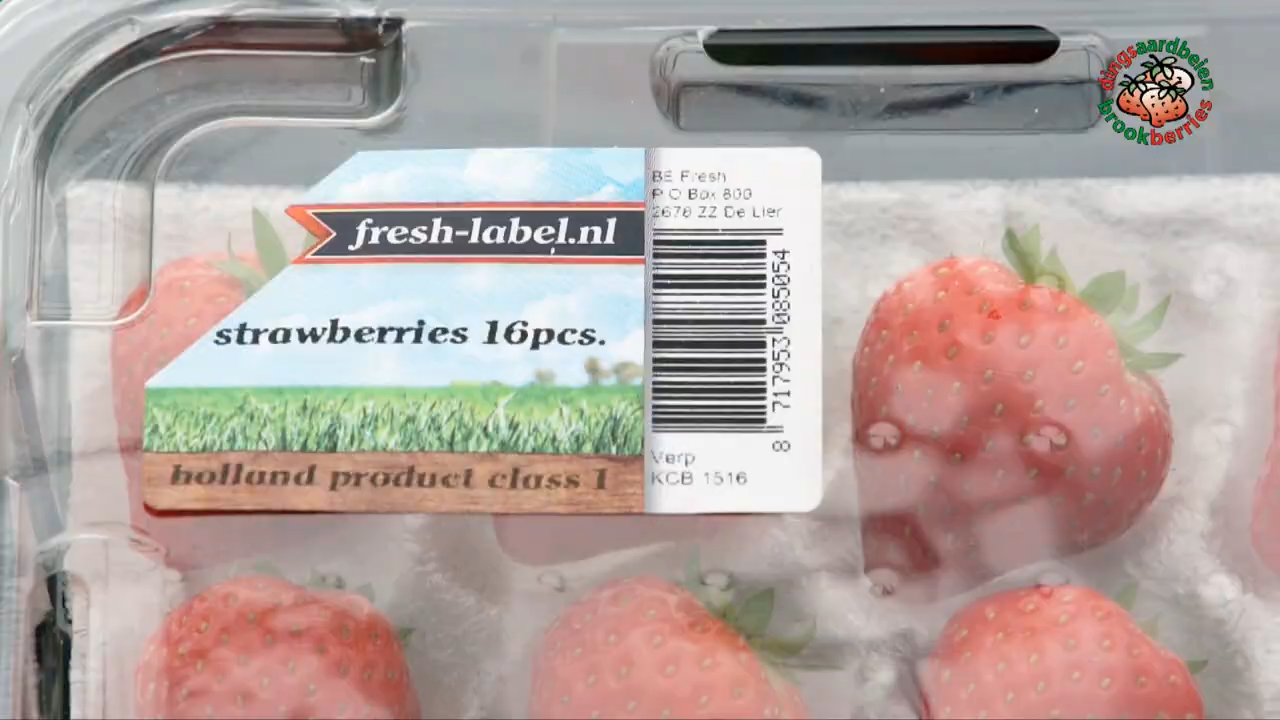 dingsaardbeien
brookberries
fresh-label.nl
strawberries 16pcs.
holland product class 1
BE Fresh
P O Box 800
2678 ZZ De Lier
8 717953 085054
Verp
KCB 1516